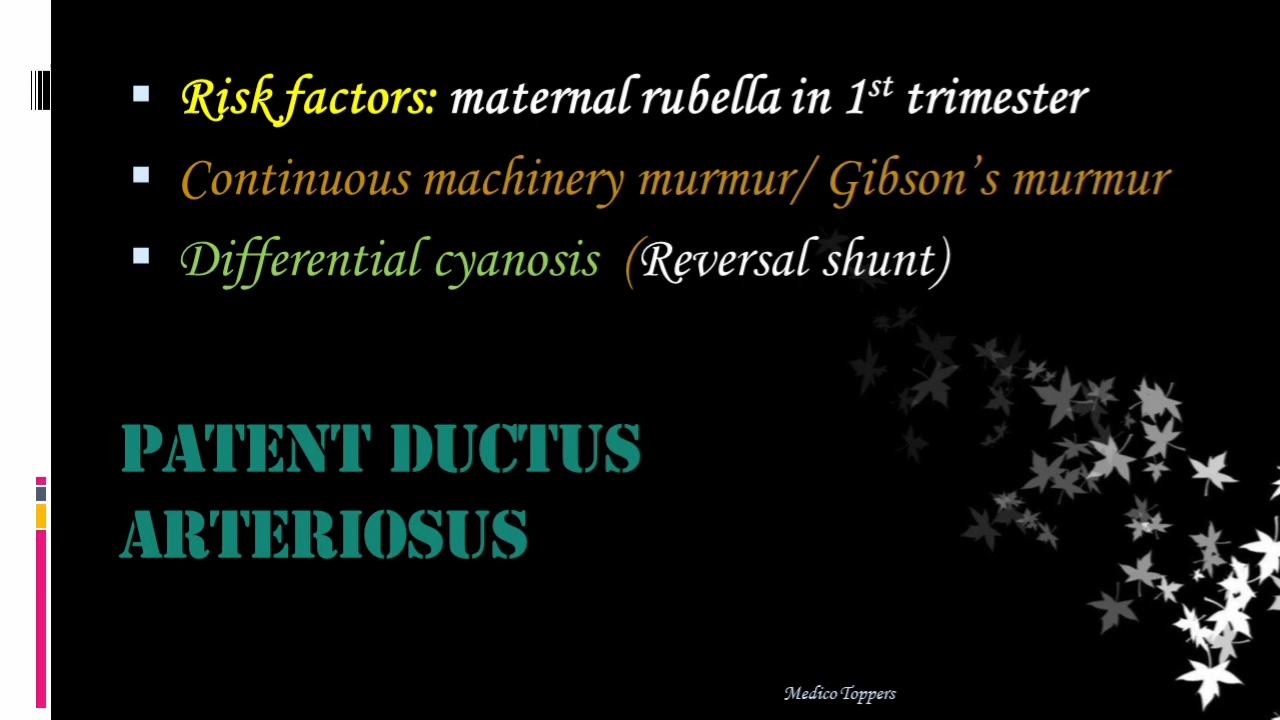 Risk factors: maternal rubella in 1st trimester
Continuous machinery murmur/ Gibson's murmur
Differential cyanosis (Reversal shunt)
PATENT DUCTUS
ARTERIOSUS
Medico Toppers